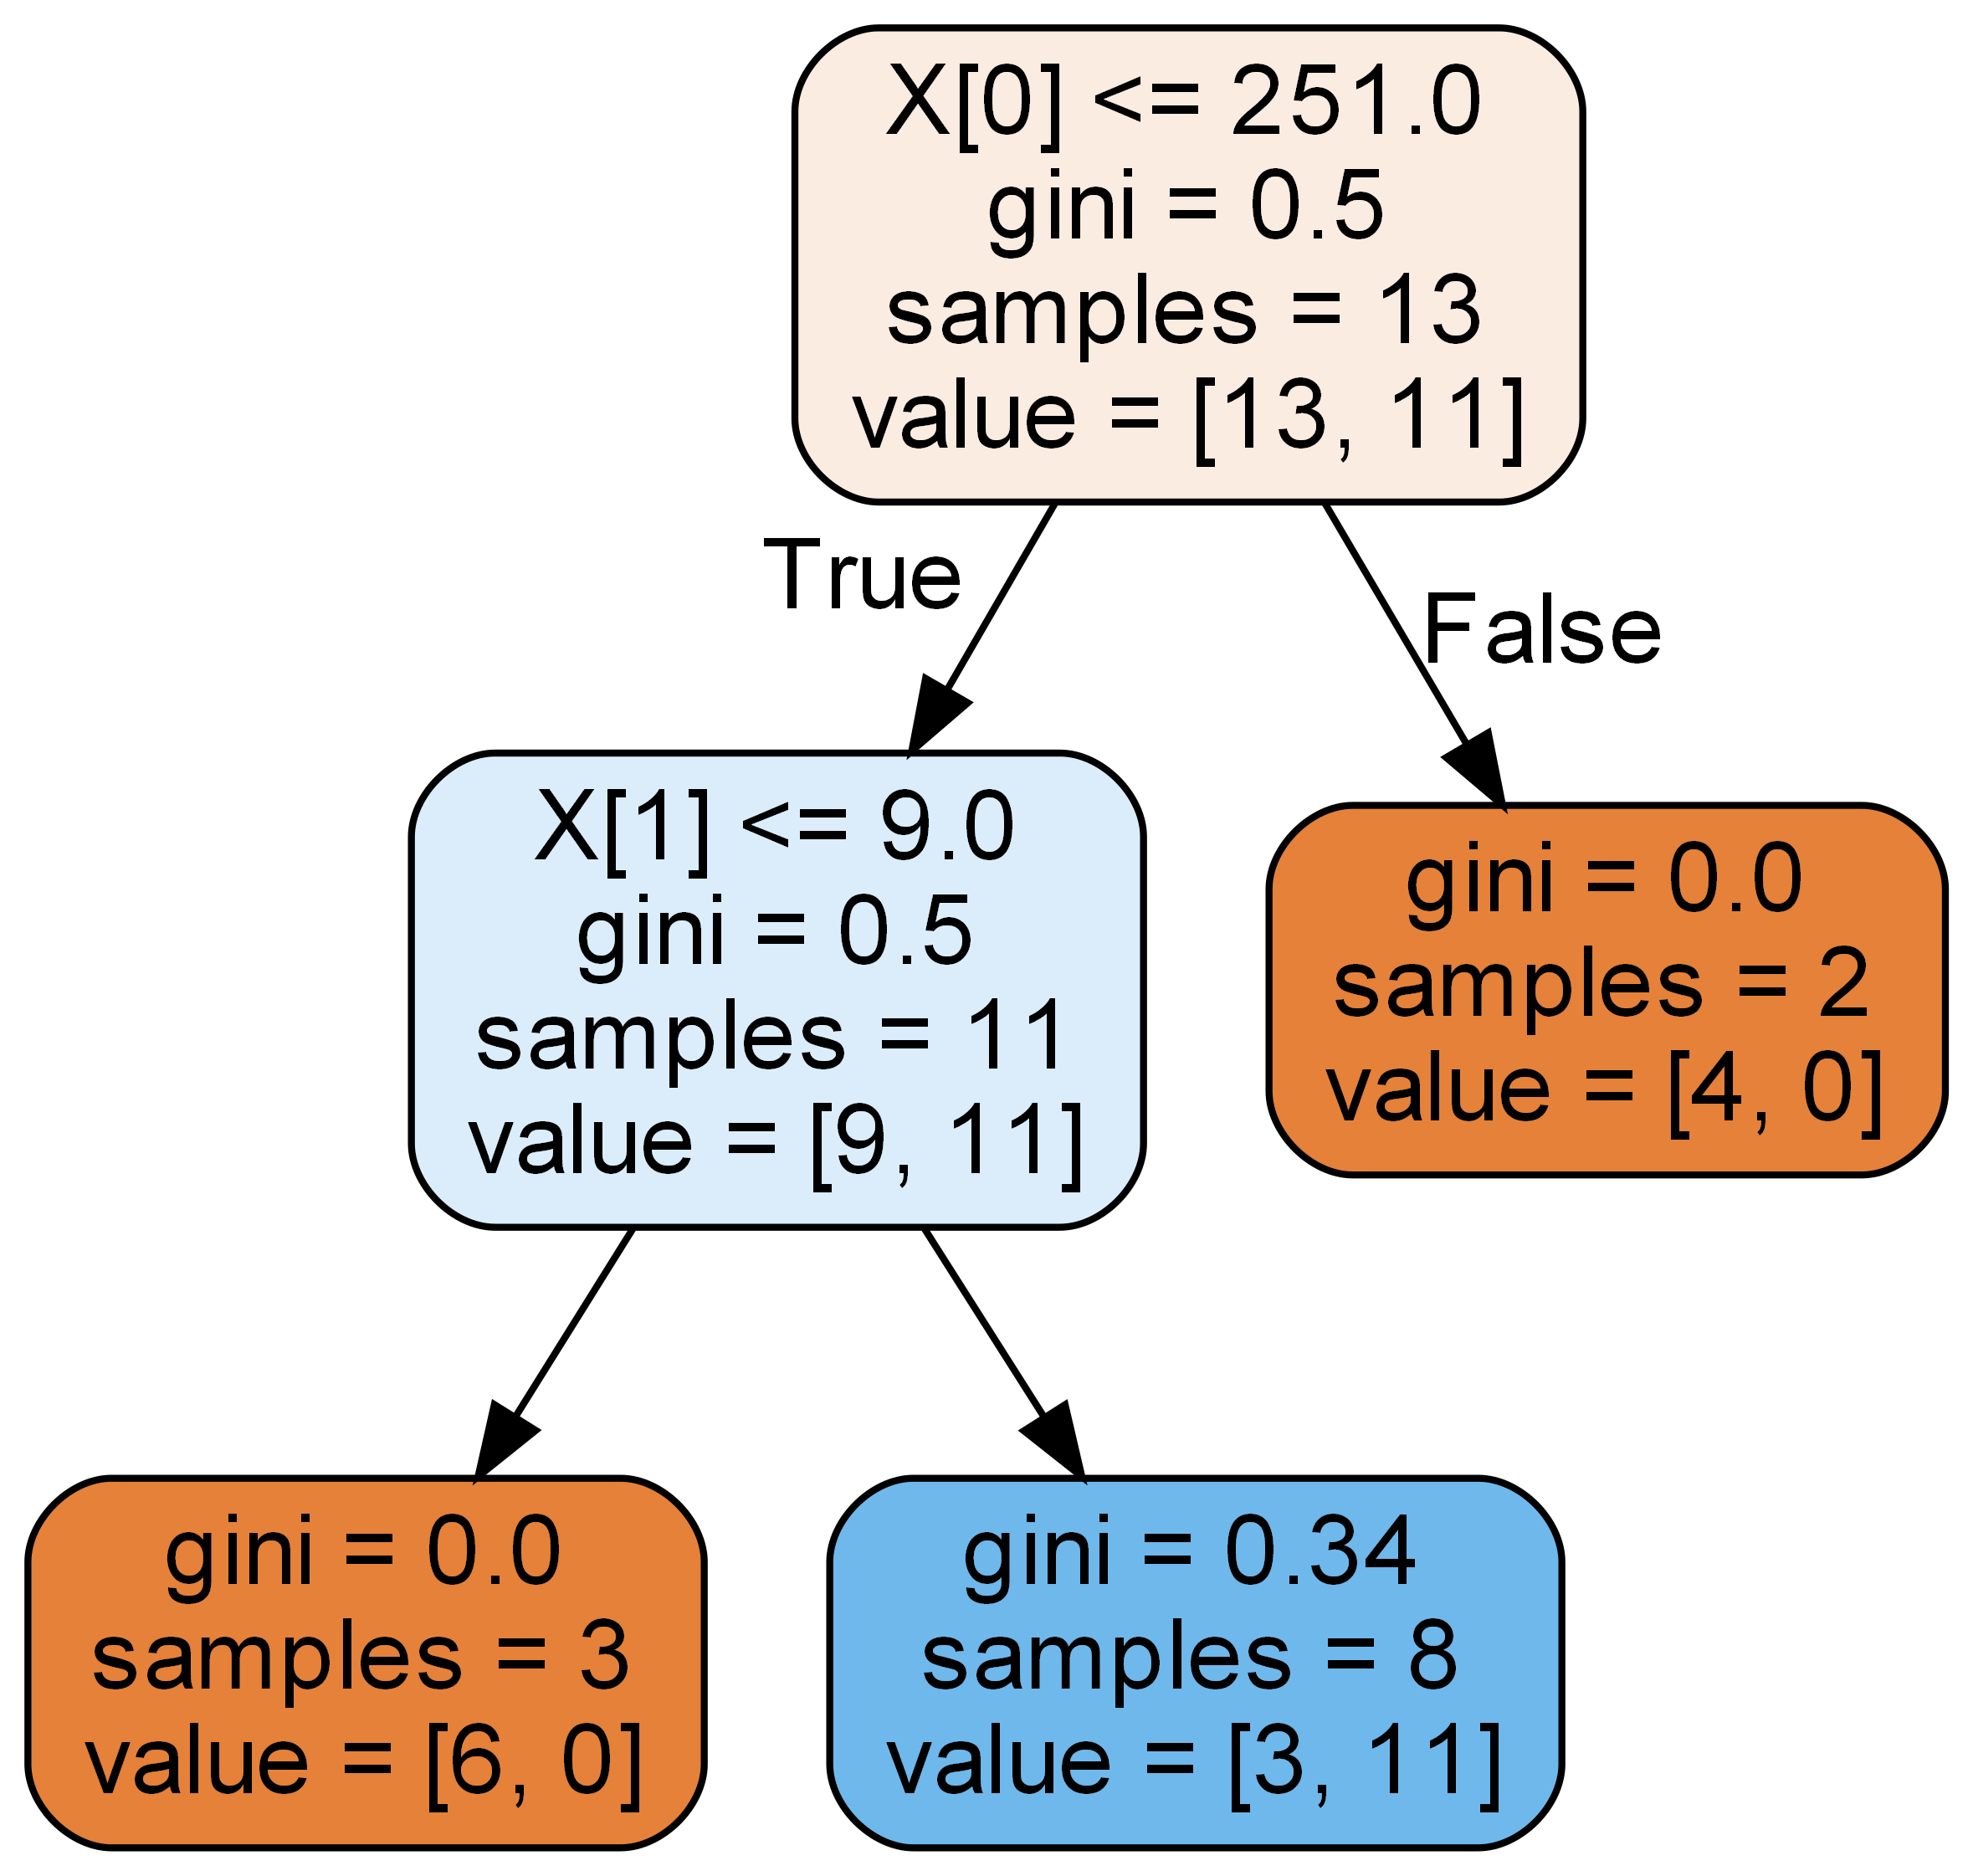 X[0] <= 251.0
gini = 0.5
samples = 13
value = [13, 11]
True
False
X[1] <= 9.0
gini = 0.5
samples = 11
value = [9, 11]
gini = 0.0
samples = 2
value = [4, 0]
gini = 0.0
samples = 3
value = [6, 0]
gini = 0.34
samples = 8
value = [3, 11]